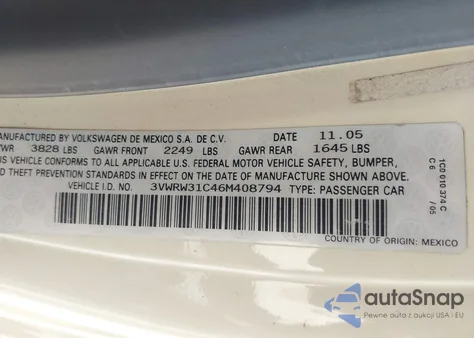 MANUFACTURED BY VOLKSWAGEN DE MEXICO S.A. DE C.V. DATE 11.05
VWR 3828 LBS GAWR FRONT 2249 LBS GAWR REAR 1645 LBS
IS VEHICLE CONFORMS TO ALL APPLICABLE U.S. FEDERAL MOTOR VEHICLE SAFETY, BUMPER,
THEFT PREVENTION STANDARDS IN EFFECT ON THE DATE OF MANUFACTURE SHOWN ABOVE.
VEHICLE I.D. NO. 3VWRW31C46M408794 TYPE: PASSENGER CAR
COUNTRY OF ORIGIN: MEXICO
1C0 010 374 C
C6 /05
autoSnap
Pewne auta z aukcji USA i EU